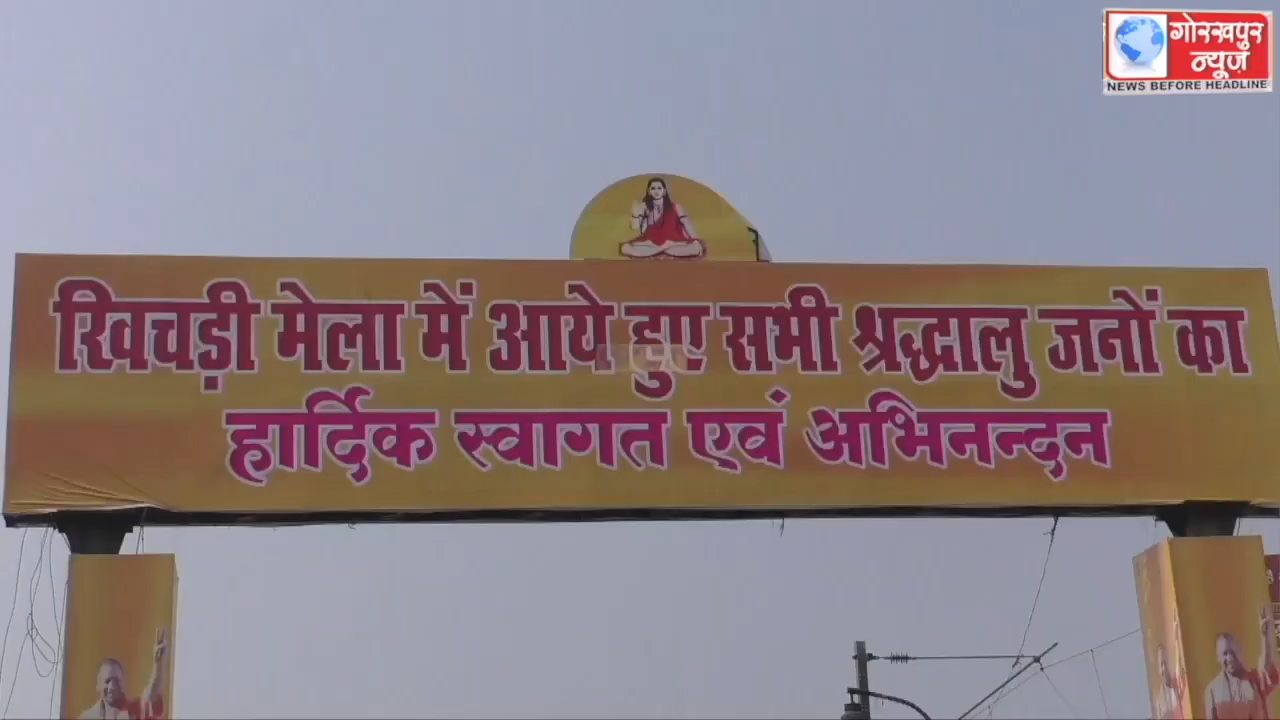 गोरखपुर
न्यूज़
NEWS BEFORE HEADLINE
खिचड़ी मेला में आये हुए सभी श्रद्धालु जनों का
हार्दिक स्वागत एवं अभिनन्दन